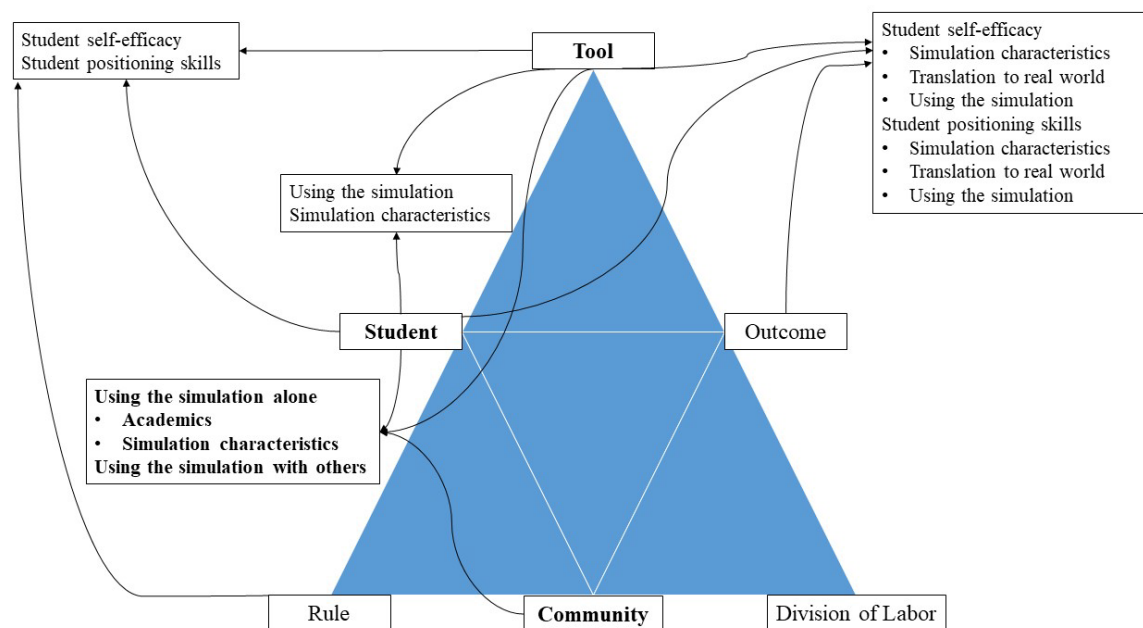 Student self-efficacy
Student positioning skills
Tool
Student self-efficacy
• Simulation characteristics
• Translation to real world
• Using the simulation
Student positioning skills
• Simulation characteristics
• Translation to real world
• Using the simulation
Using the simulation
Simulation characteristics
Student
Outcome
Using the simulation alone
• Academics
• Simulation characteristics
Using the simulation with others
Rule
Community
Division of Labor